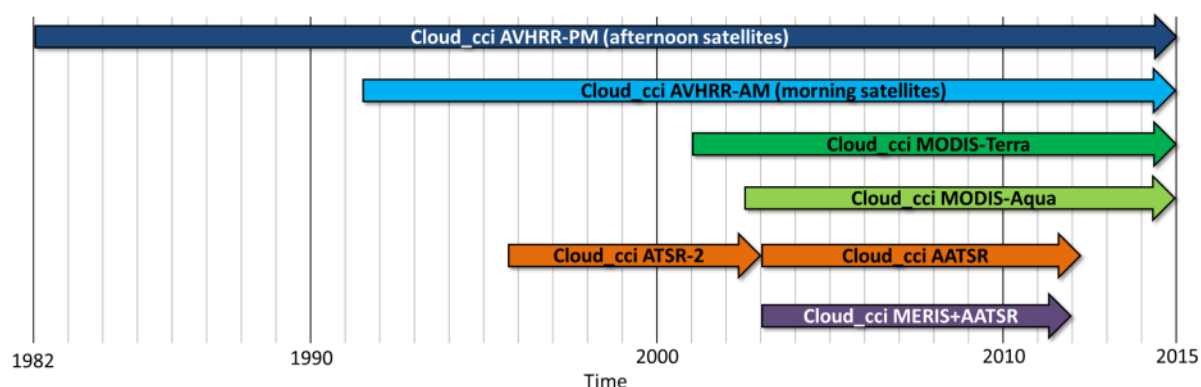 Cloud_cci AVHRR-PM (afternoon satellites)
Cloud_cci AVHRR-AM (morning satellites)
Cloud_cci MODIS-Terra
Cloud_cci MODIS-Aqua
Cloud_cci ATSR-2 Cloud_cci AATSR
Cloud_cci MERIS+AATSR
1982 1990 2000 2010 2015
Time